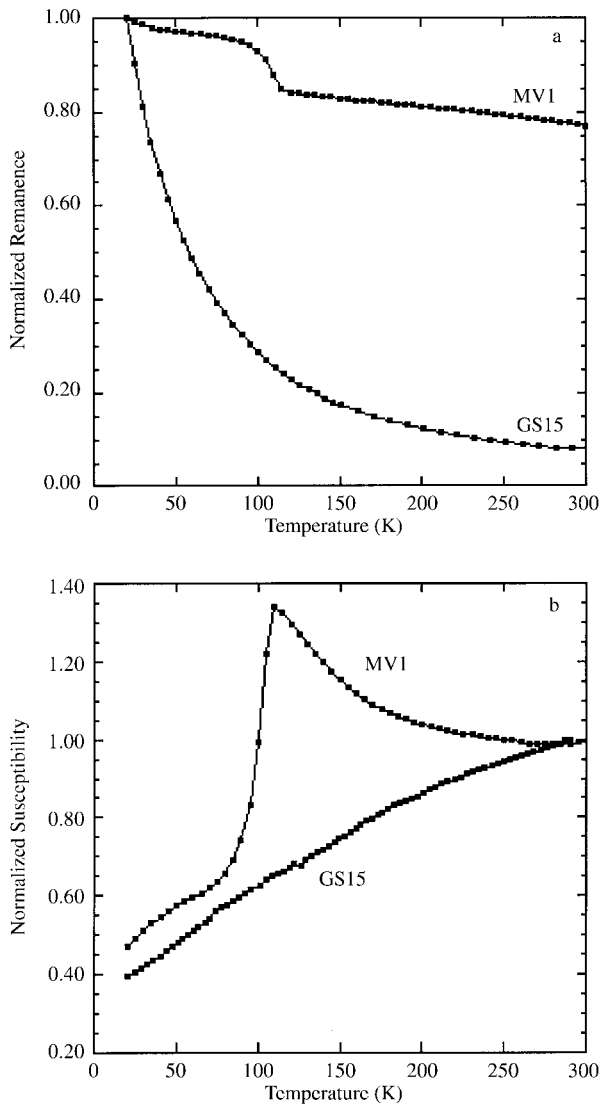 1.00
a
MV1
0.80
0.60
0.40
0.20
GS15
0.00
0 50 100 150 200 250 300
Temperature (K)
Normalized Remanence
1.40
b
MV1
1.20
1.00
0.80
GS15
0.60
0.40
0.20
0 50 100 150 200 250 300
Temperature (K)
Normalized Susceptibility